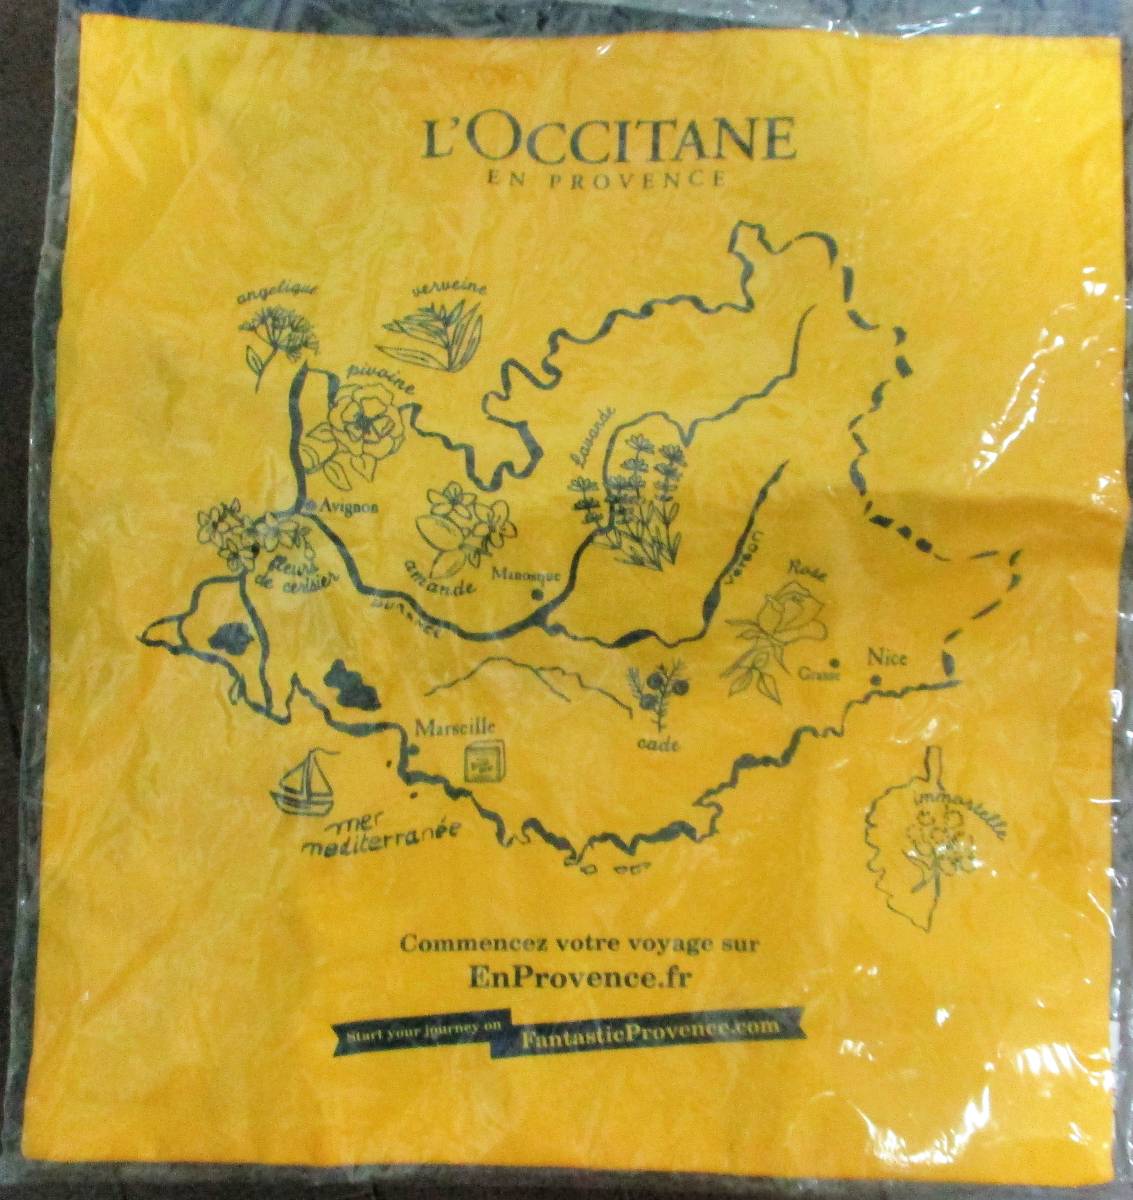 L'OCCITANE
EN PROVENCE
angelique
verveine
pivoine
lavande
Avignon
fleurs
de cerisier
amande
Manosque
Durance
Verdon
Rose
Grasse
Nice
Marseille
cade
immortelle
mer
mediterranée
Commencez votre voyage sur
EnProvence.fr
Start your journey on
FantasticProvence.com